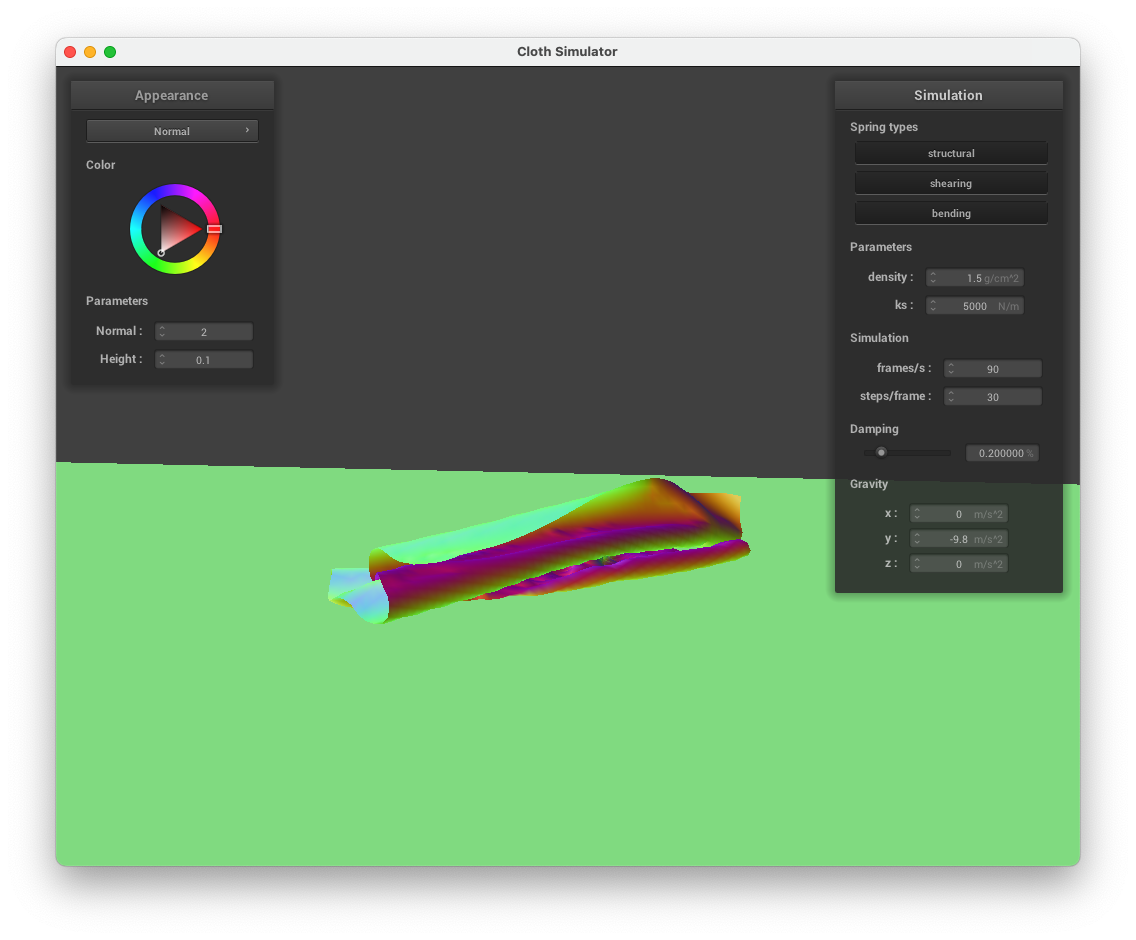 Cloth Simulator
Appearance
Normal ›
Color
Parameters
Normal : 2
Height : 0.1
Simulation
Spring types
structural
shearing
bending
Parameters
density : 1.5 g/cm^2
ks : 5000 N/m
Simulation
frames/s : 90
steps/frame : 30
Damping
0.200000 %
Gravity
x : 0 m/s^2
y : -9.8 m/s^2
z : 0 m/s^2